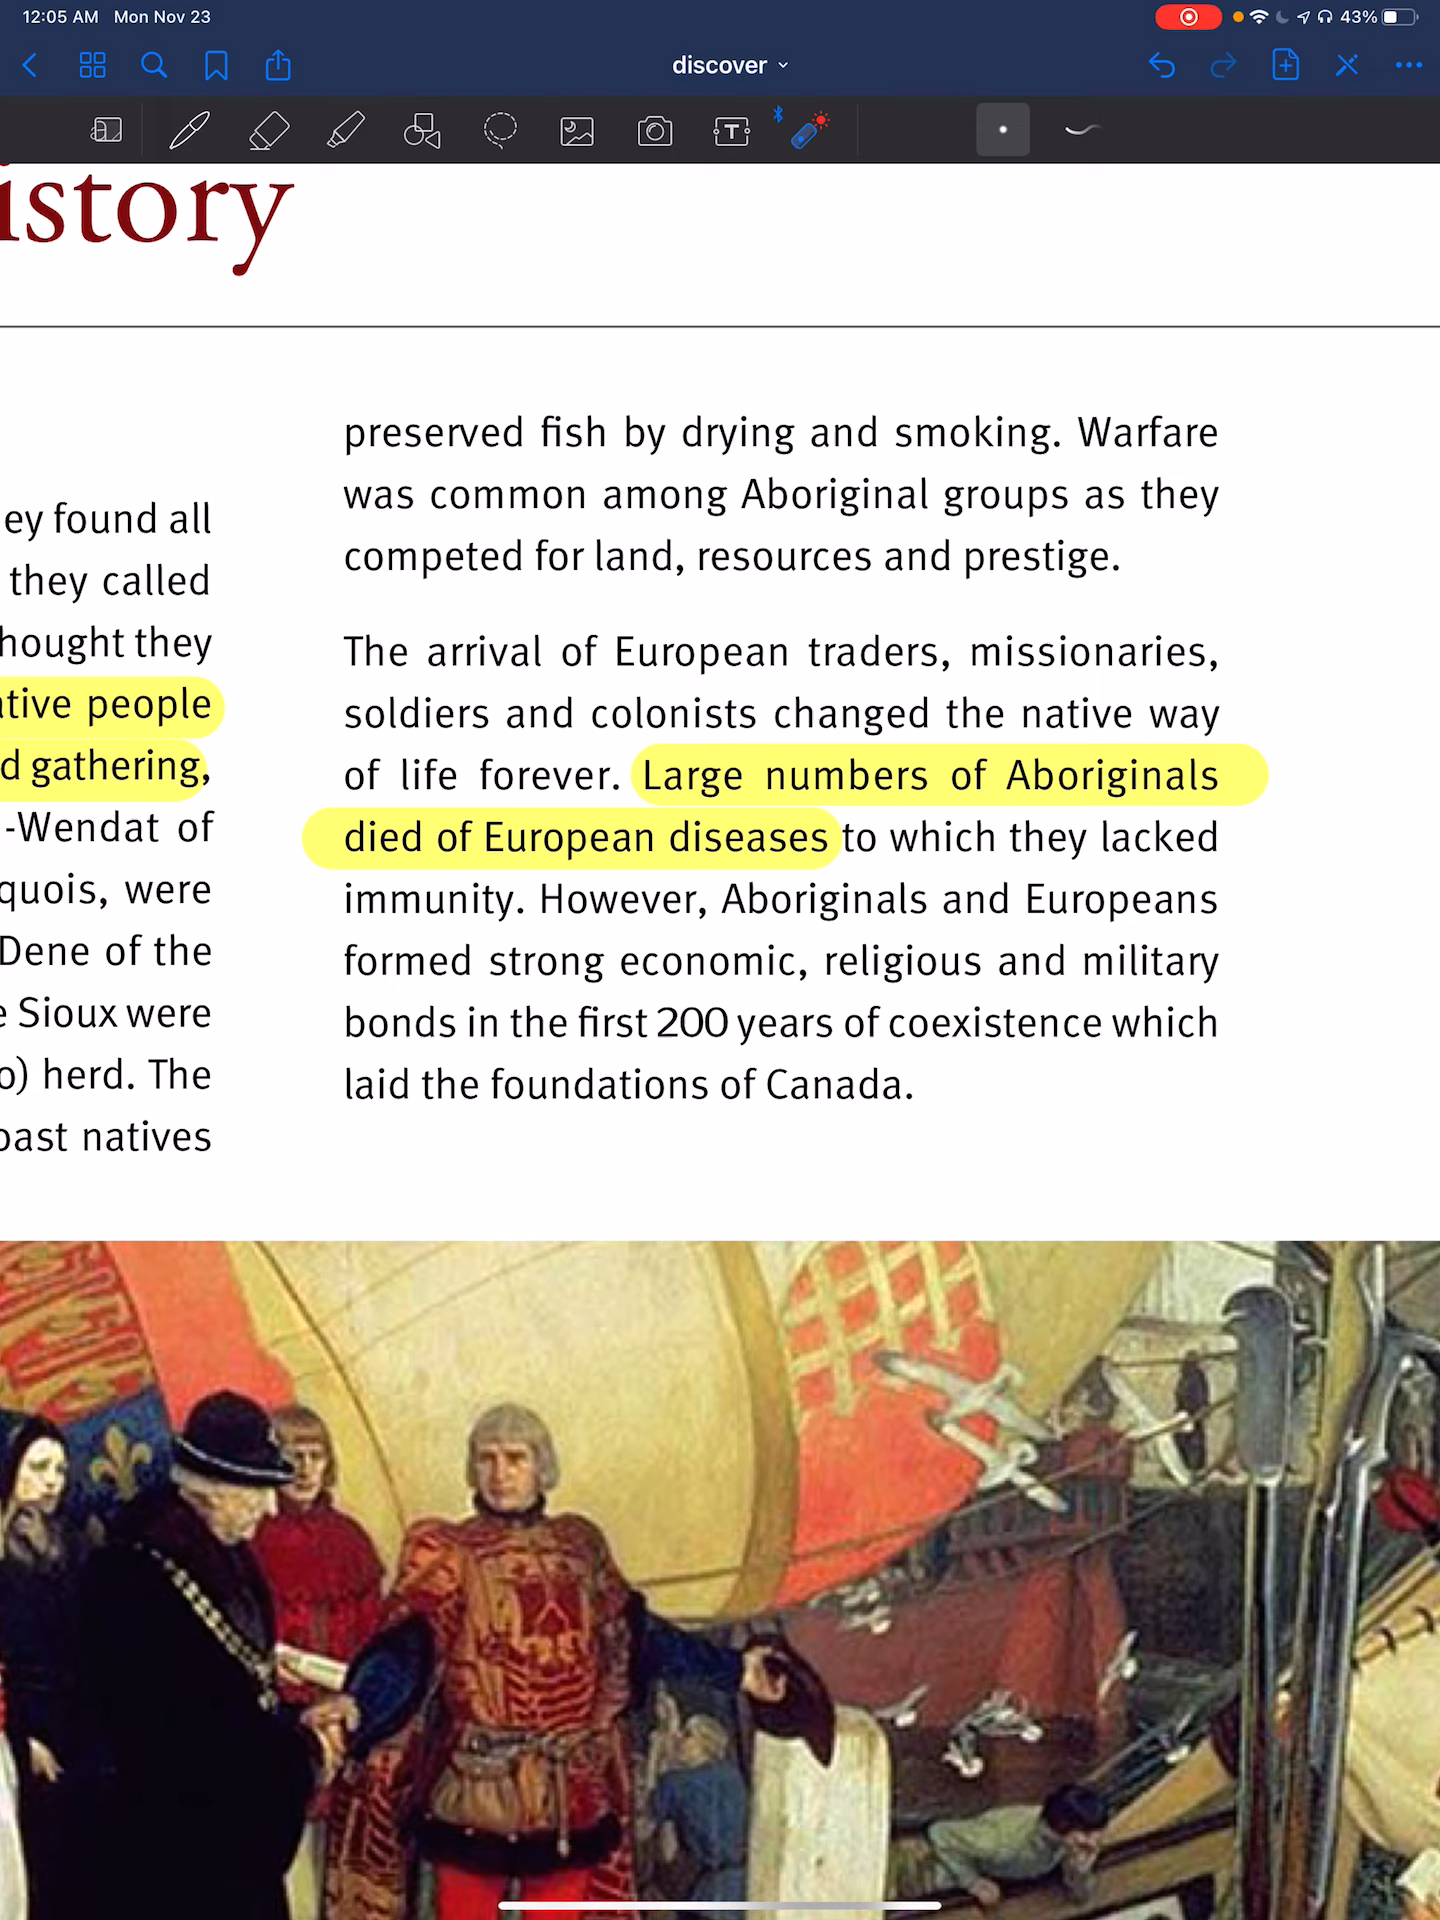 12:05 AM Mon Nov 23
43%
discover
T
istory
ey found all
they called
hought they
ative people
d gathering,
-Wendat of
quois, were
Dene of the
e Sioux were
o) herd. The
oast natives
preserved fish by drying and smoking. Warfare
was common among Aboriginal groups as they
competed for land, resources and prestige.
The arrival of European traders, missionaries,
soldiers and colonists changed the native way
of life forever. Large numbers of Aboriginals
died of European diseases to which they lacked
immunity. However, Aboriginals and Europeans
formed strong economic, religious and military
bonds in the first 200 years of coexistence which
laid the foundations of Canada.